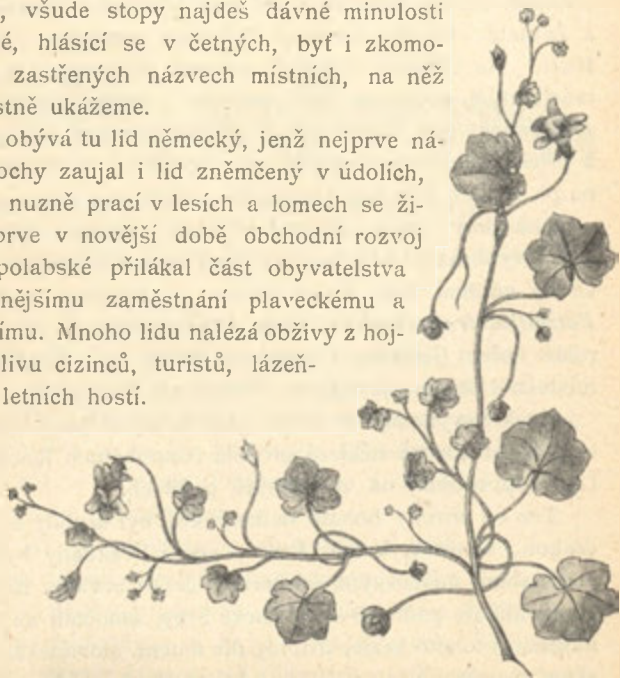 , všude stopy najdeš dávné minulosti
é, hlásící se v četných, byť i zkomo-
zastřených názvech místních, na něž
stně ukážeme.
obývá tu lid německý, jenž nejprve ná-
ochy zaujal i lid zněmčený v údolích,
nuzně prací v lesích a lomech se ži-
prve v novější době obchodní rozvoj
polabské přilákal část obyvatelstva
nějšímu zaměstnání plaveckému a
ímu. Mnoho lidu nalézá obživy z hoj-
livu cizinců, turistů, lázeň-
letních hostí.